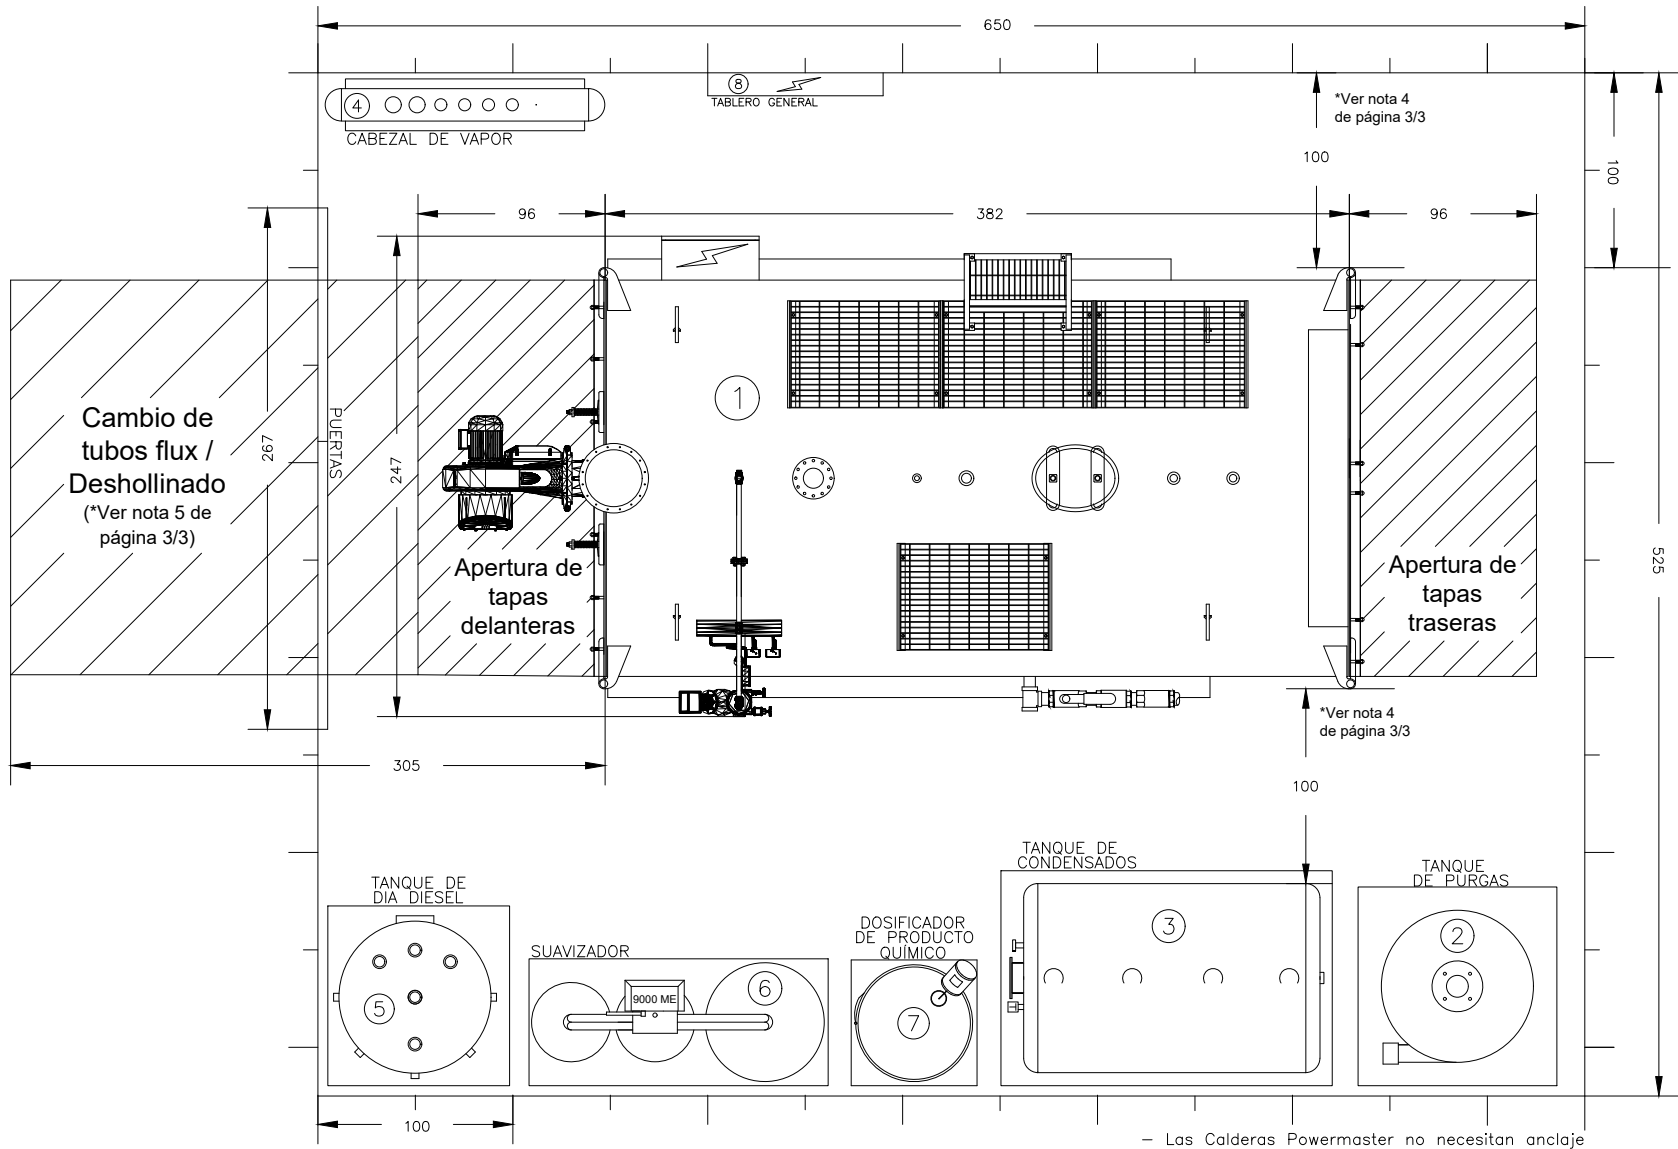 650
8
TABLERO GENERAL
4
CABEZAL DE VAPOR
*Ver nota 4
de página 3/3
100
100
96
382
96
Cambio de
tubos flux /
Deshollinado
(*Ver nota 5 de
página 3/3)
267
PUERTAS
247
1
Apertura de
tapas
delanteras
Apertura de
tapas
traseras
525
*Ver nota 4
de página 3/3
305
100
TANQUE DE
DIA DIESEL
5
SUAVIZADOR
9000 ME
6
DOSIFICADOR
DE PRODUCTO
QUÍMICO
7
TANQUE DE
CONDENSADOS
3
TANQUE
DE PURGAS
2
100
– Las Calderas Powermaster no necesitan anclaje